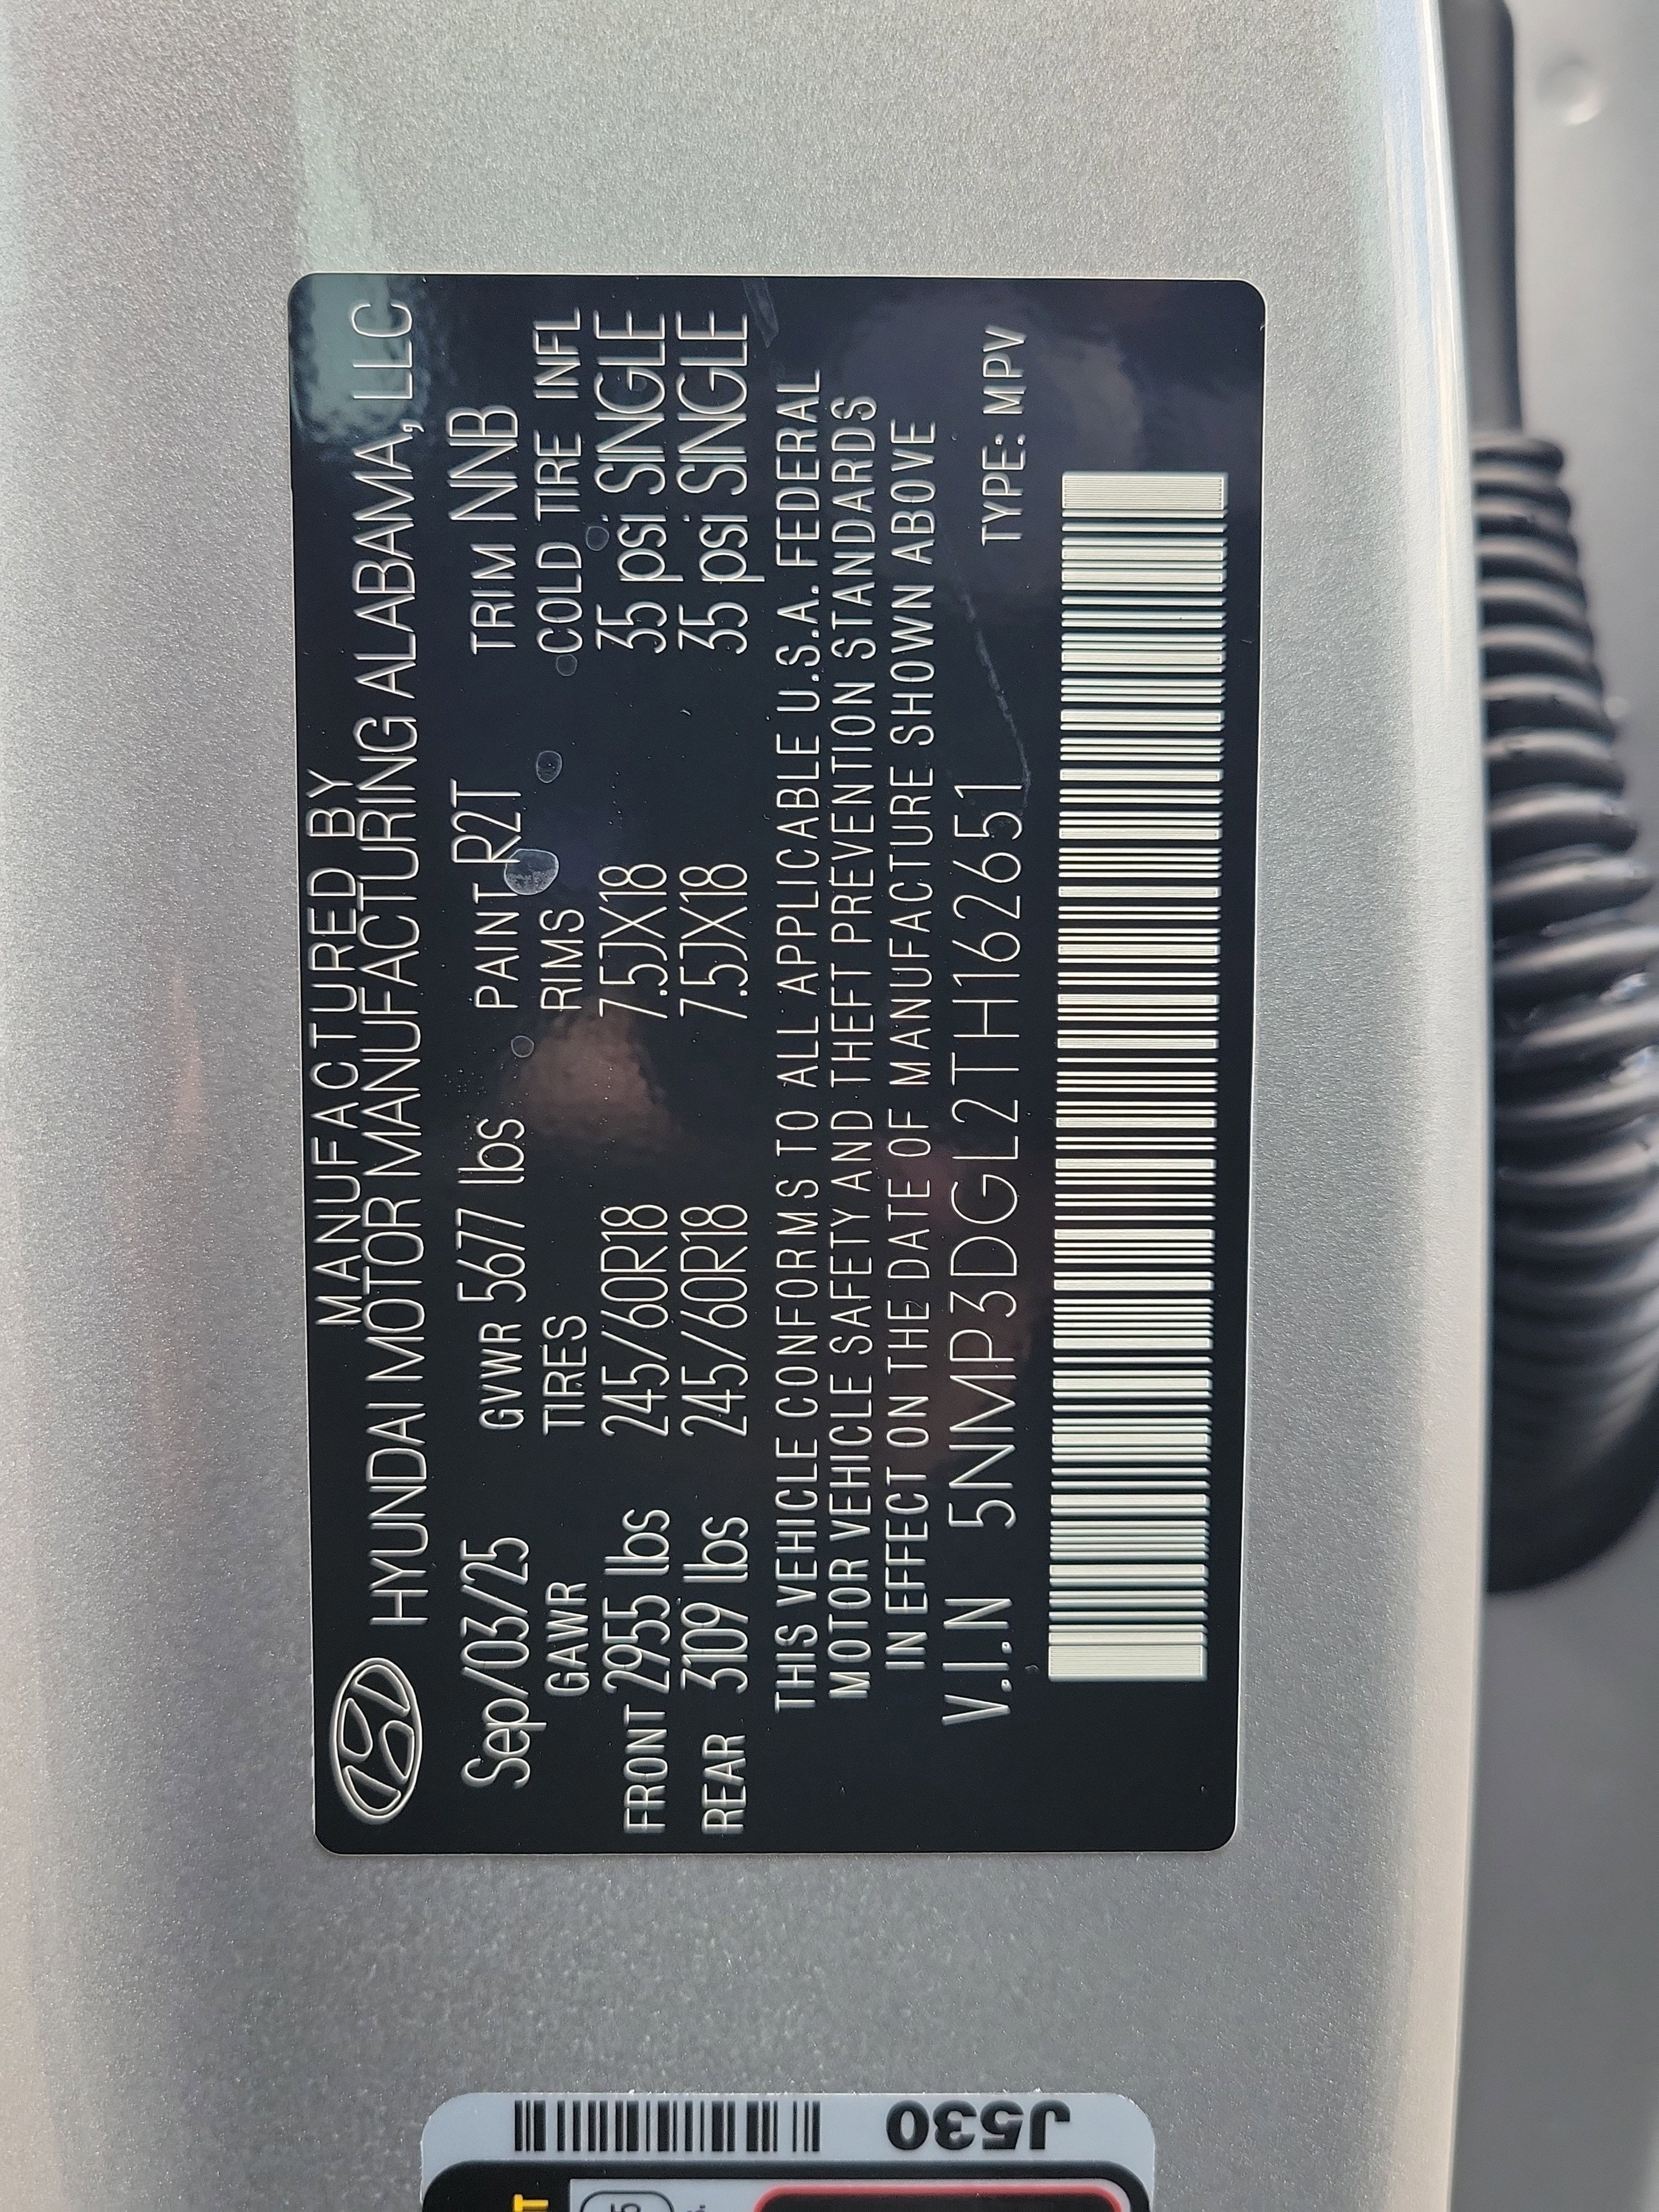 MANUFACTURED BY
HYUNDAI MOTOR MANUFACTURING ALABAMA, LLC
Sep/03/25 GVWR 5677 lbs PAINT R2T TRIM NNB
GAWR TIRES RIMS COLD TIRE INFL
FRONT 2955 lbs 245/60R18 7.5JX18 35 psi SINGLE
REAR 3109 lbs 245/60R18 7.5JX18 35 psi SINGLE
THIS VEHICLE CONFORMS TO ALL APPLICABLE U.S.A. FEDERAL
MOTOR VEHICLE SAFETY AND THEFT PREVENTION STANDARDS
IN EFFECT ON THE DATE OF MANUFACTURE SHOWN ABOVE
V.I.N 5NMP3DGL2TH162651 TYPE: MPV
J530